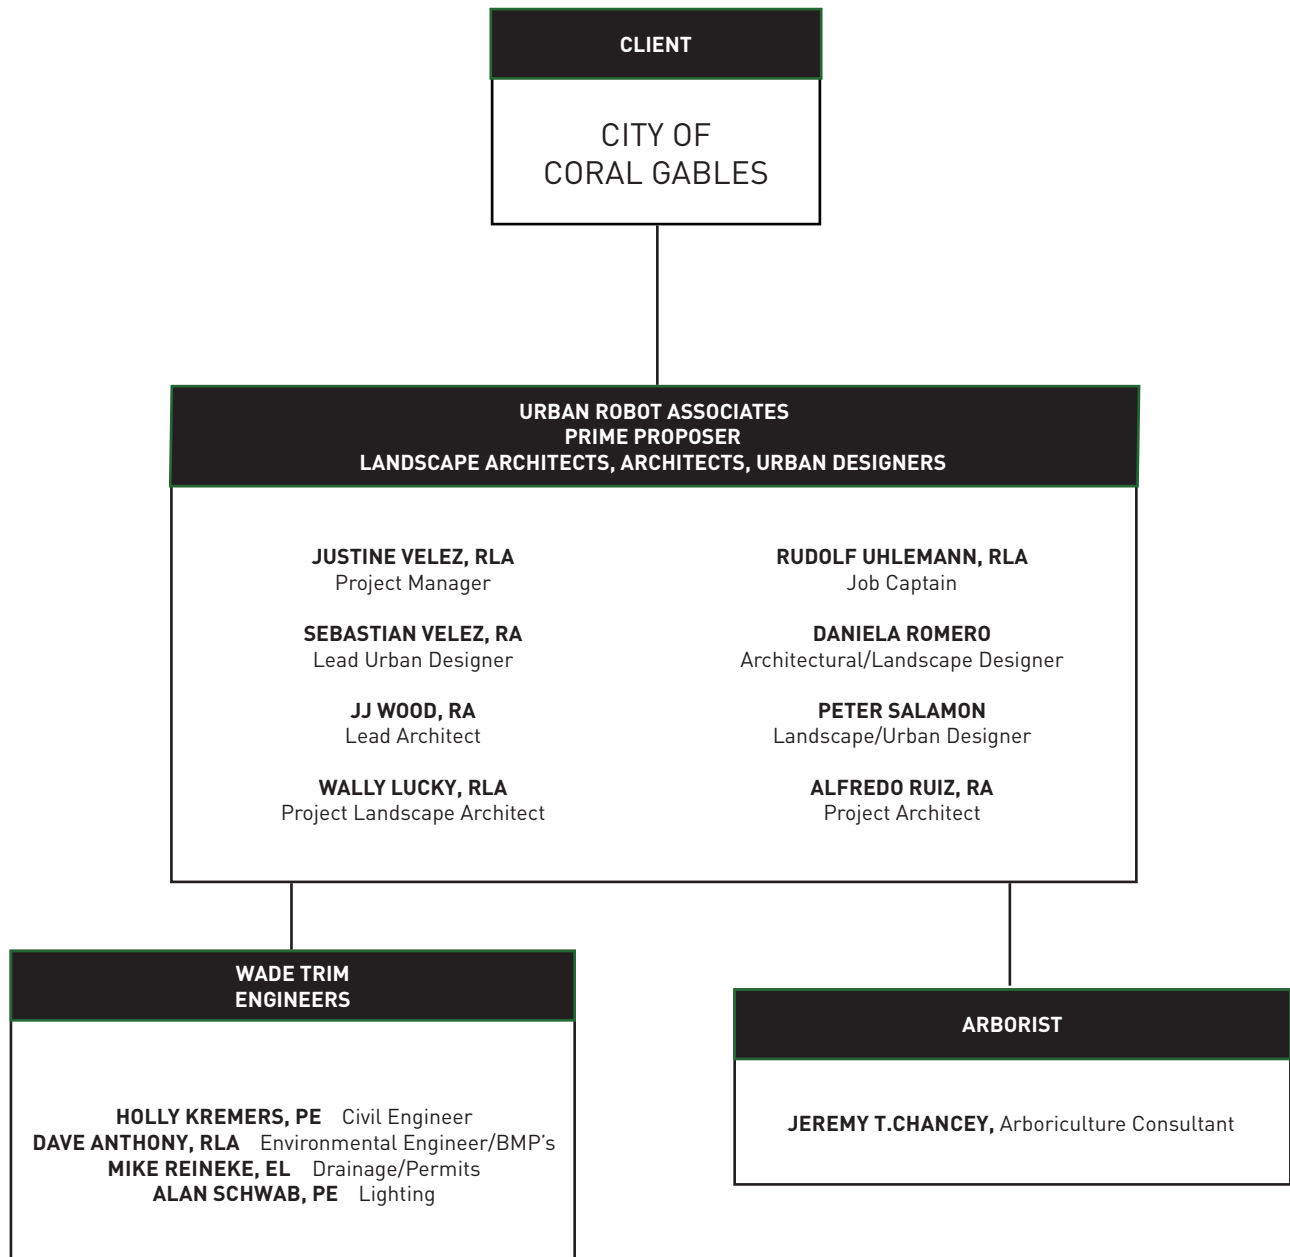 CLIENT
CITY OF
CORAL GABLES
URBAN ROBOT ASSOCIATES
PRIME PROPOSER
LANDSCAPE ARCHITECTS, ARCHITECTS, URBAN DESIGNERS
JUSTINE VELEZ, RLA
Project Manager
SEBASTIAN VELEZ, RA
Lead Urban Designer
JJ WOOD, RA
Lead Architect
WALLY LUCKY, RLA
Project Landscape Architect
RUDOLF UHLEMANN, RLA
Job Captain
DANIELA ROMERO
Architectural/Landscape Designer
PETER SALAMON
Landscape/Urban Designer
ALFREDO RUIZ, RA
Project Architect
WADE TRIM
ENGINEERS
HOLLY KREMERS, PE Civil Engineer
DAVE ANTHONY, RLA Environmental Engineer/BMP's
MIKE REINEKE, EL Drainage/Permits
ALAN SCHWAB, PE Lighting
ARBORIST
JEREMY T.CHANCEY, Arboriculture Consultant